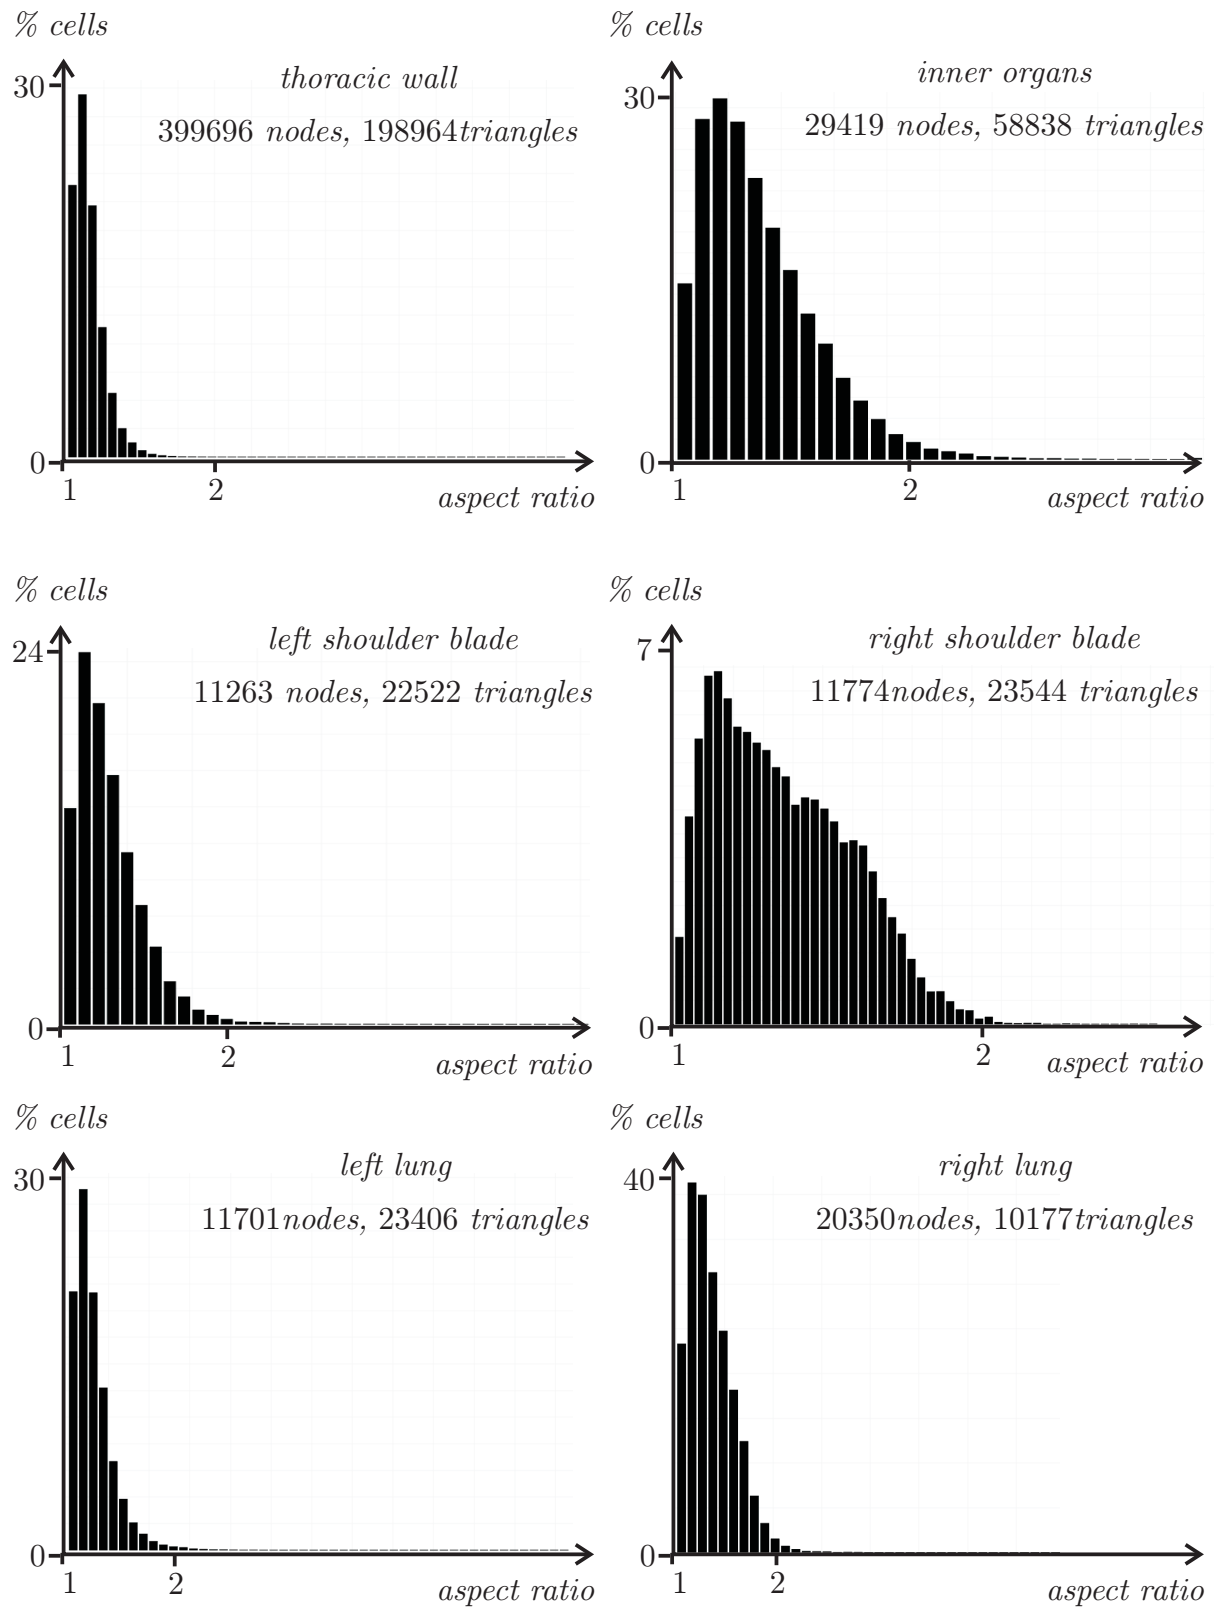 % cells
thoracic wall
30
399696 nodes, 198964triangles
0
1 2
aspect ratio
% cells
inner organs
30
29419 nodes, 58838 triangles
0
1 2
aspect ratio
% cells
left shoulder blade
24
11263 nodes, 22522 triangles
0
1 2
aspect ratio
% cells
right shoulder blade
7
11774nodes, 23544 triangles
0
1 2
aspect ratio
% cells
left lung
30
11701nodes, 23406 triangles
0
1 2
aspect ratio
% cells
right lung
40
20350nodes, 10177triangles
0
1 2
aspect ratio